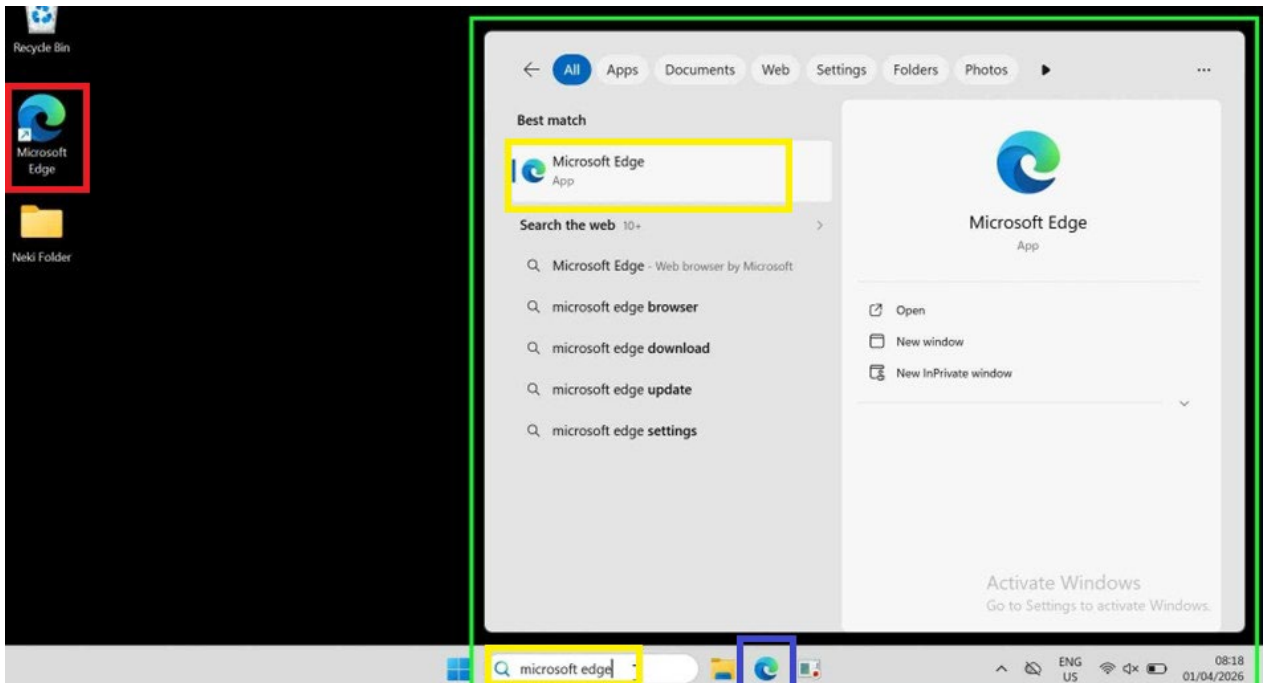 Recycle Bin
Microsoft
Edge
Neki Folder
All Apps Documents Web Settings Folders Photos
Best match
Microsoft Edge
App
Search the web 10+
Microsoft Edge - Web browser by Microsoft
microsoft edge browser
microsoft edge download
microsoft edge update
microsoft edge settings
Microsoft Edge
App
Open
New window
New InPrivate window
Activate Windows
Go to Settings to activate Windows.
microsoft edge
ENG
US
08:18
01/04/2026